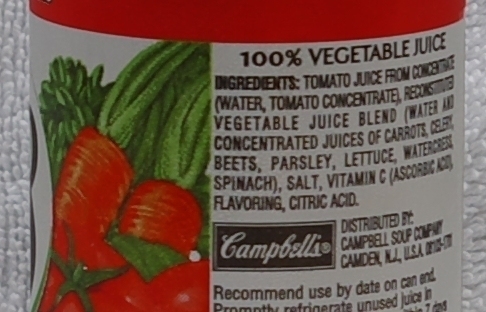 100% VEGETABLE JUICE
INGREDIENTS: TOMATO JUICE FROM CONCENTRATE
(WATER, TOMATO CONCENTRATE), RECONSTITUTED
VEGETABLE JUICE BLEND (WATER AND
CONCENTRATED JUICES OF CARROTS, CELERY,
BEETS, PARSLEY, LETTUCE, WATERCRESS,
SPINACH), SALT, VITAMIN C (ASCORBIC ACID),
FLAVORING, CITRIC ACID.
Campbell's®
DISTRIBUTED BY:
CAMPBELL SOUP COMPANY
CAMDEN, N.J., U.S.A.
Recommend use by date on can end.
Promptly refrigerate unused juice in